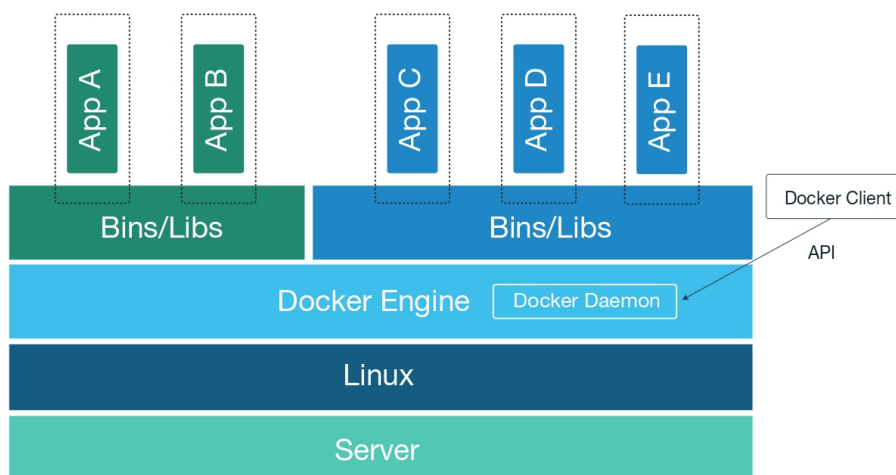 App A
App B
App C
App D
App E
Bins/Libs
Bins/Libs
Docker Client
API
Docker Engine
Docker Daemon
Linux
Server